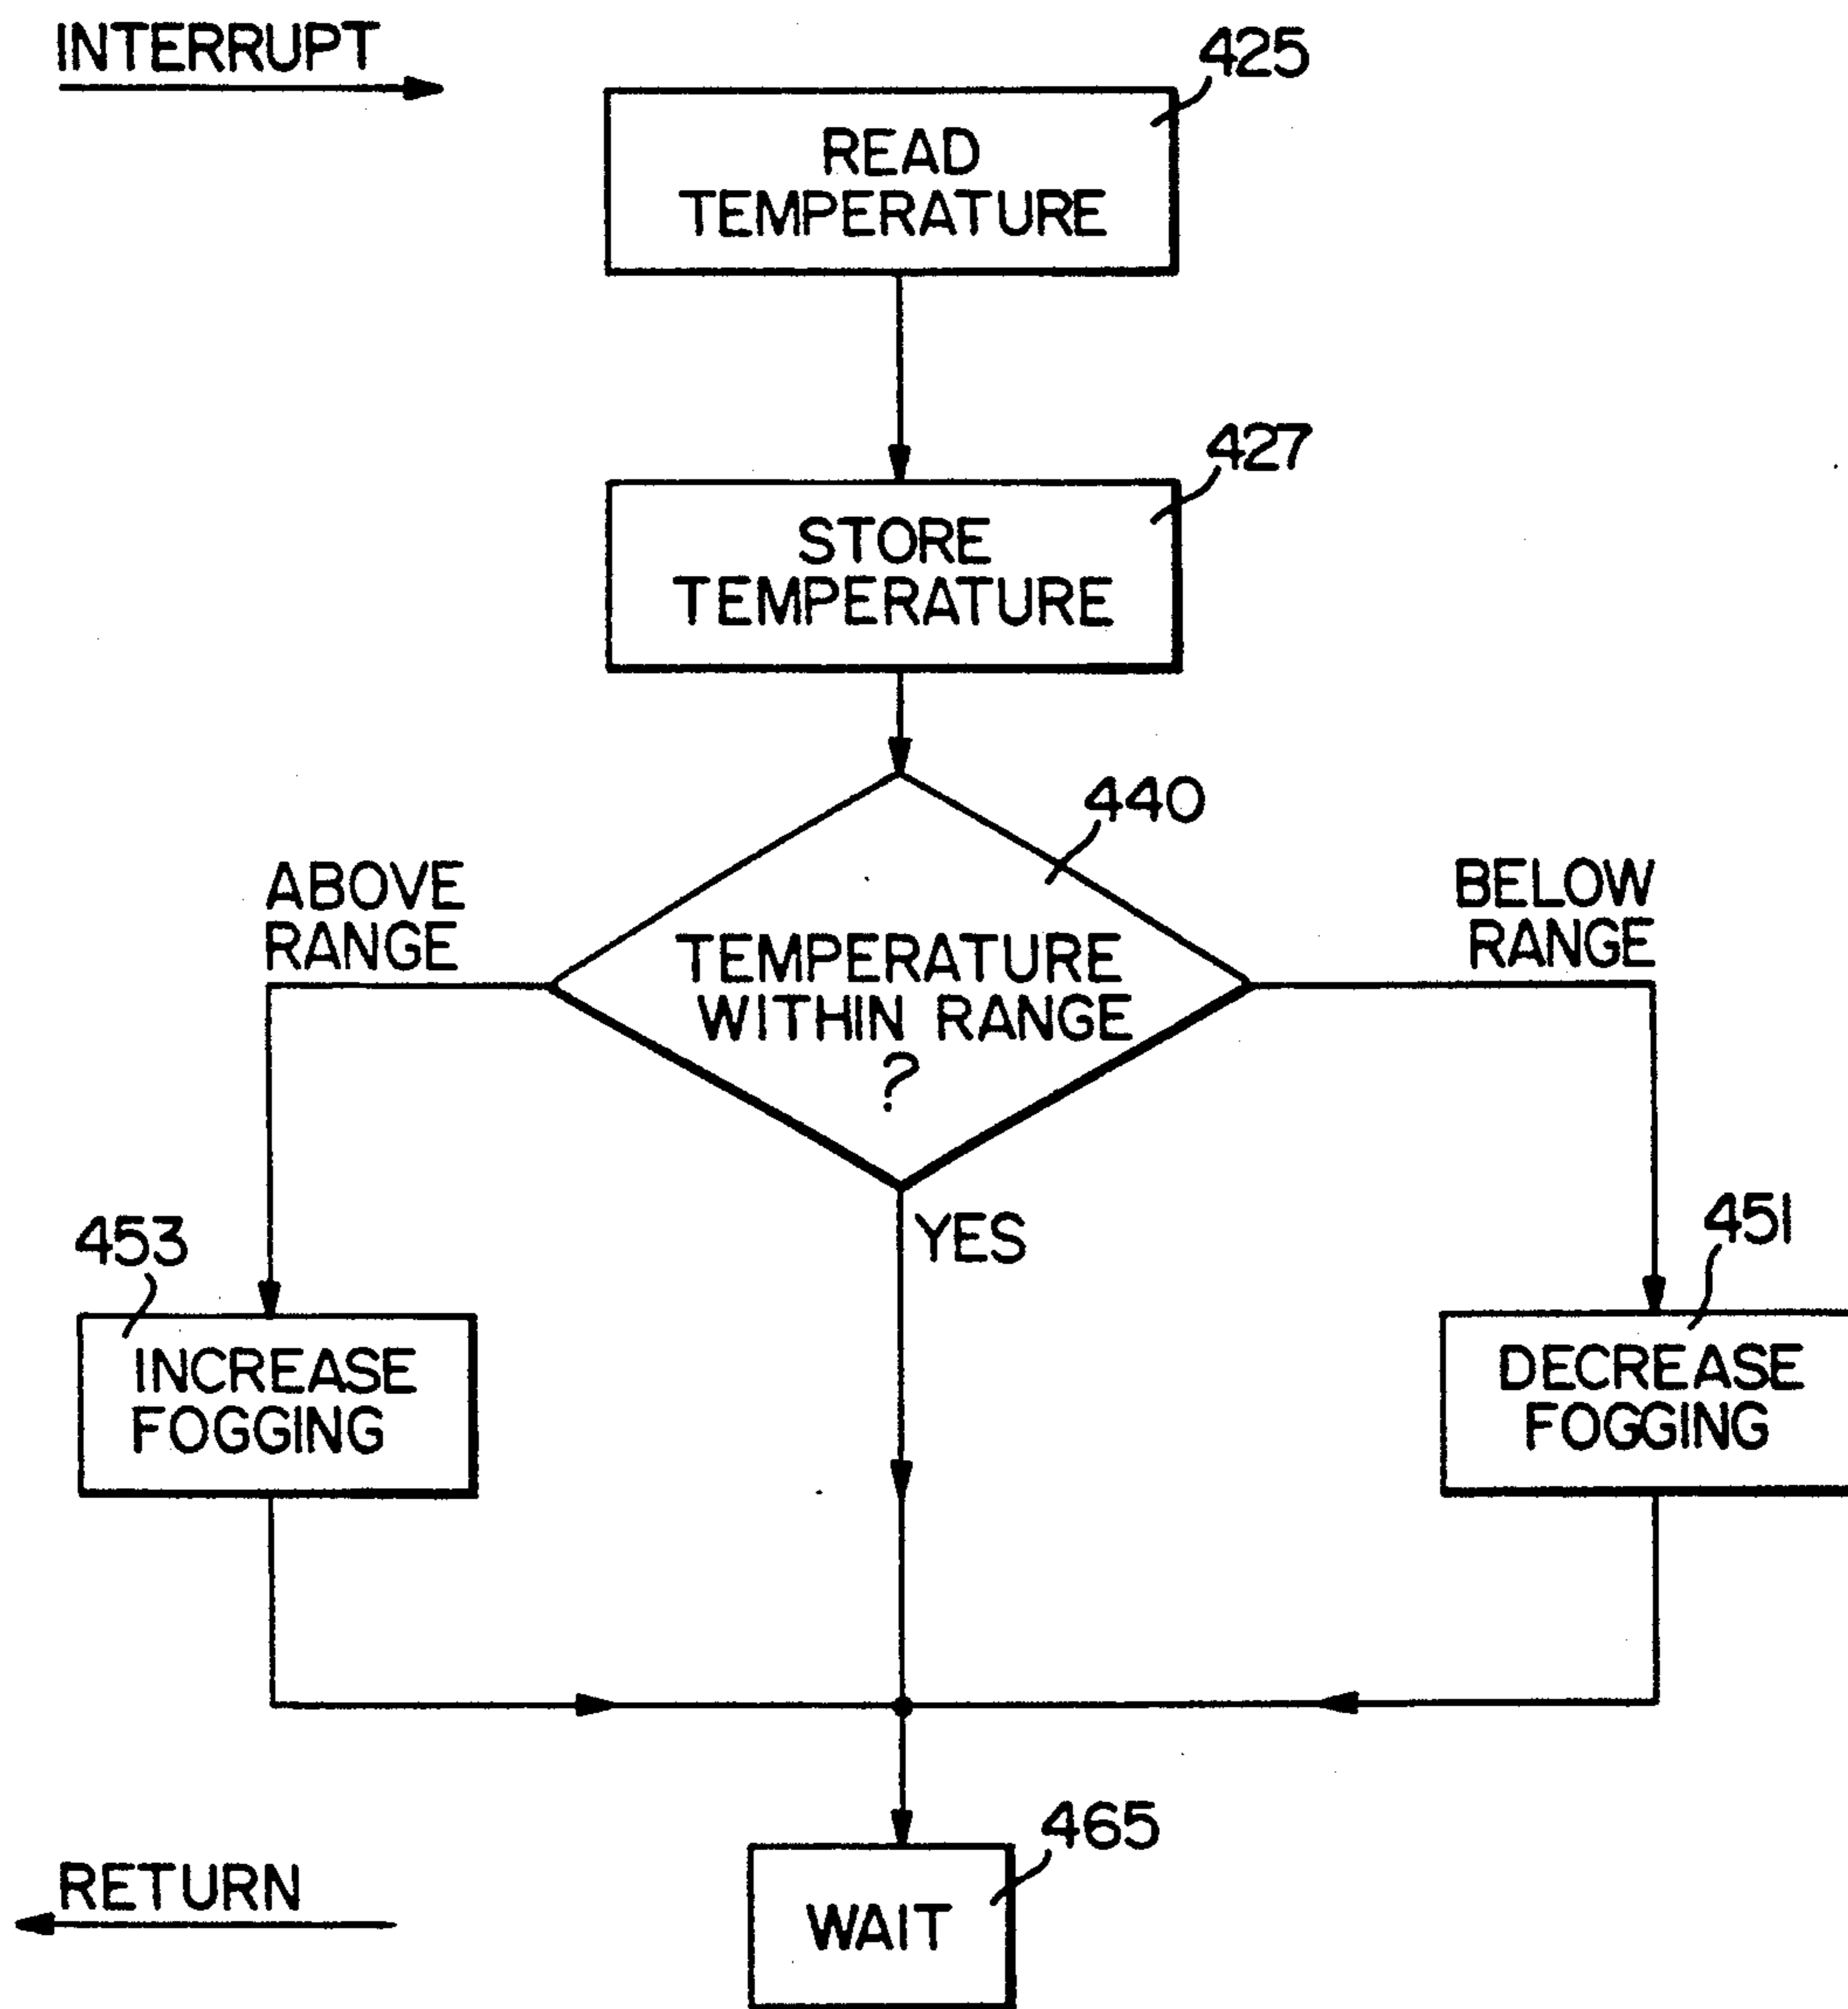 INTERRUPT
425
READ
TEMPERATURE
427
STORE
TEMPERATURE
440
ABOVE
RANGE
BELOW
RANGE
TEMPERATURE
WITHIN RANGE
?
YES
453
451
INCREASE
FOGGING
DECREASE
FOGGING
465
RETURN
WAIT